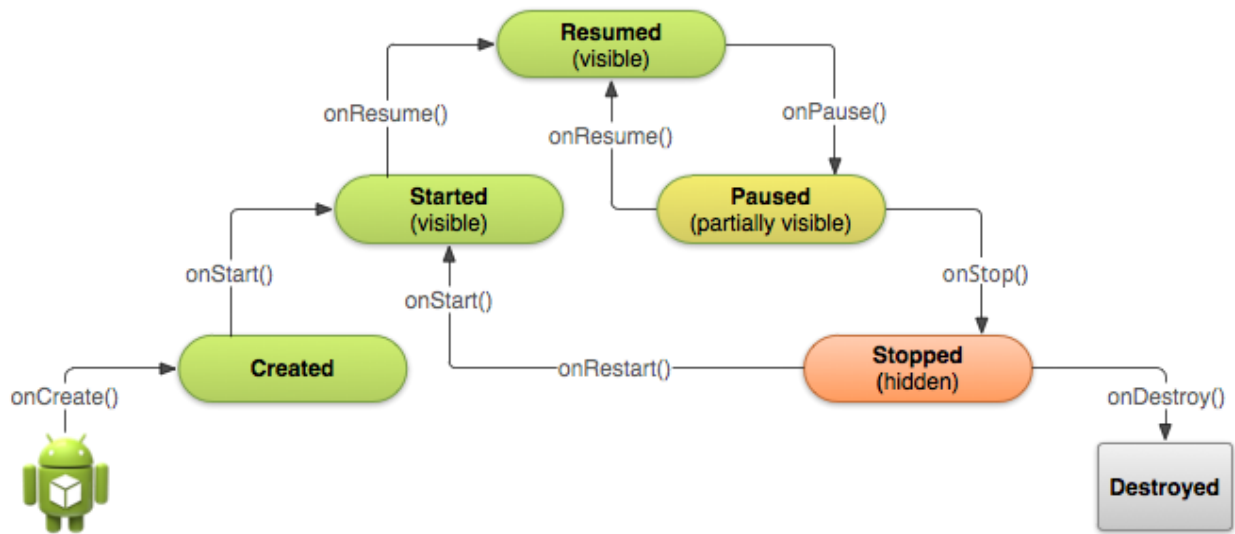 Resumed
(visible)
onResume()
onResume()
onPause()
Started
(visible)
Paused
(partially visible)
onStart()
onStart()
onStop()
Created
onRestart()
Stopped
(hidden)
onCreate()
onDestroy()
Destroyed